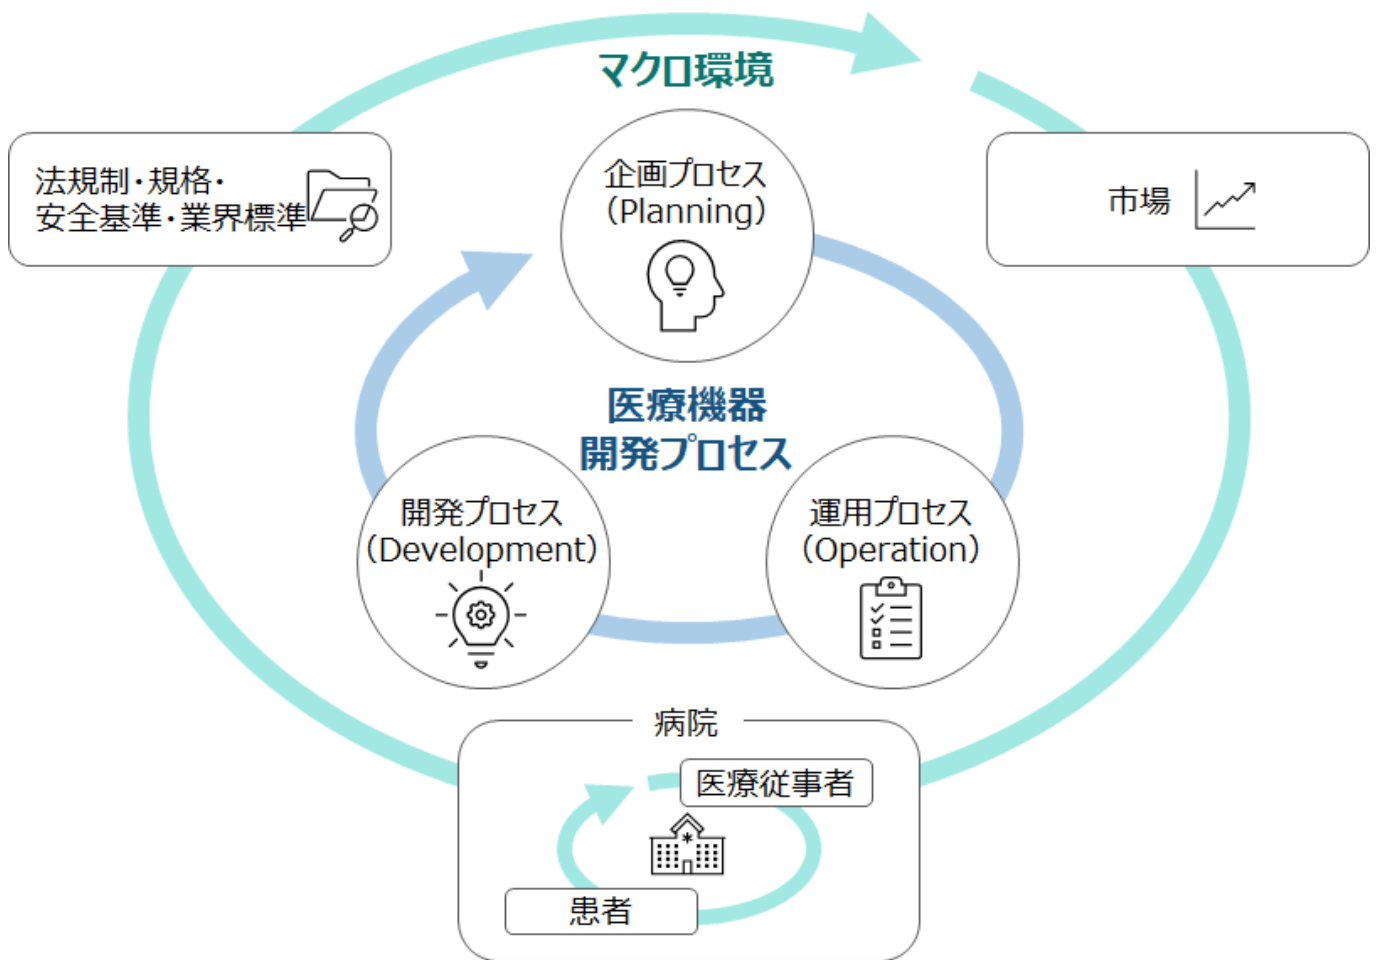 マクロ環境
法規制・規格・
安全基準・業界標準
企画プロセス
（Planning）
市場
医療機器
開発プロセス
開発プロセス
（Development）
運用プロセス
（Operation）
病院
医療従事者
患者